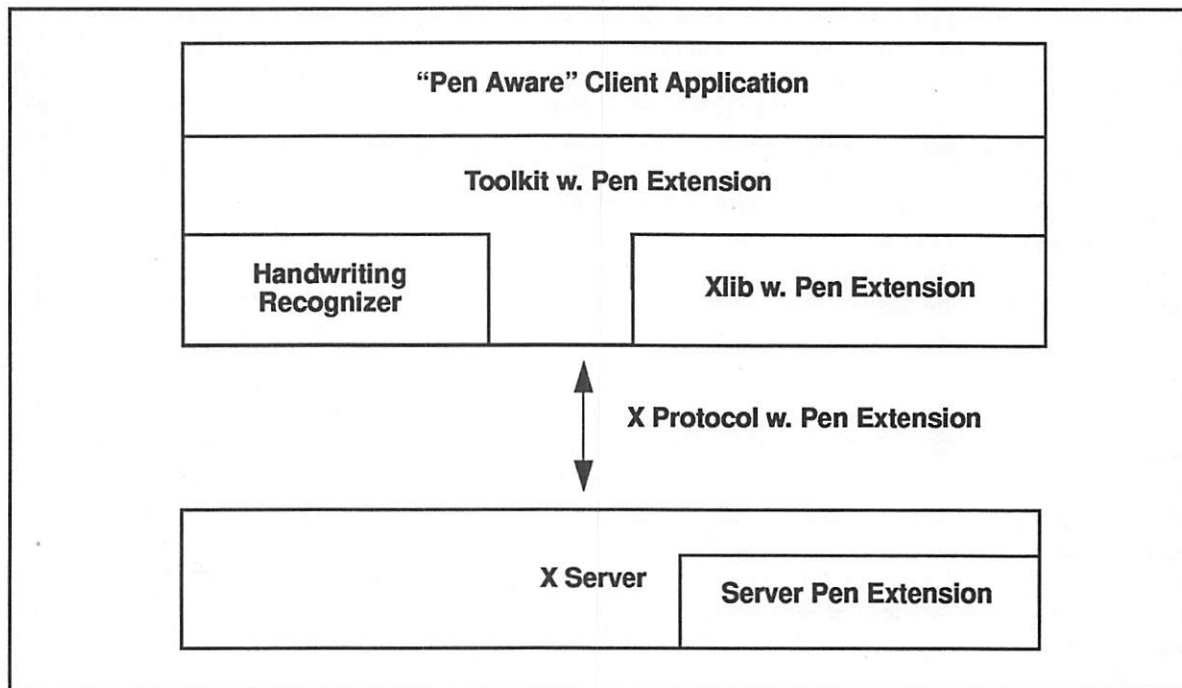 “Pen Aware” Client Application
Toolkit w. Pen Extension
Handwriting
Recognizer
Xlib w. Pen Extension
X Protocol w. Pen Extension
X Server
Server Pen Extension